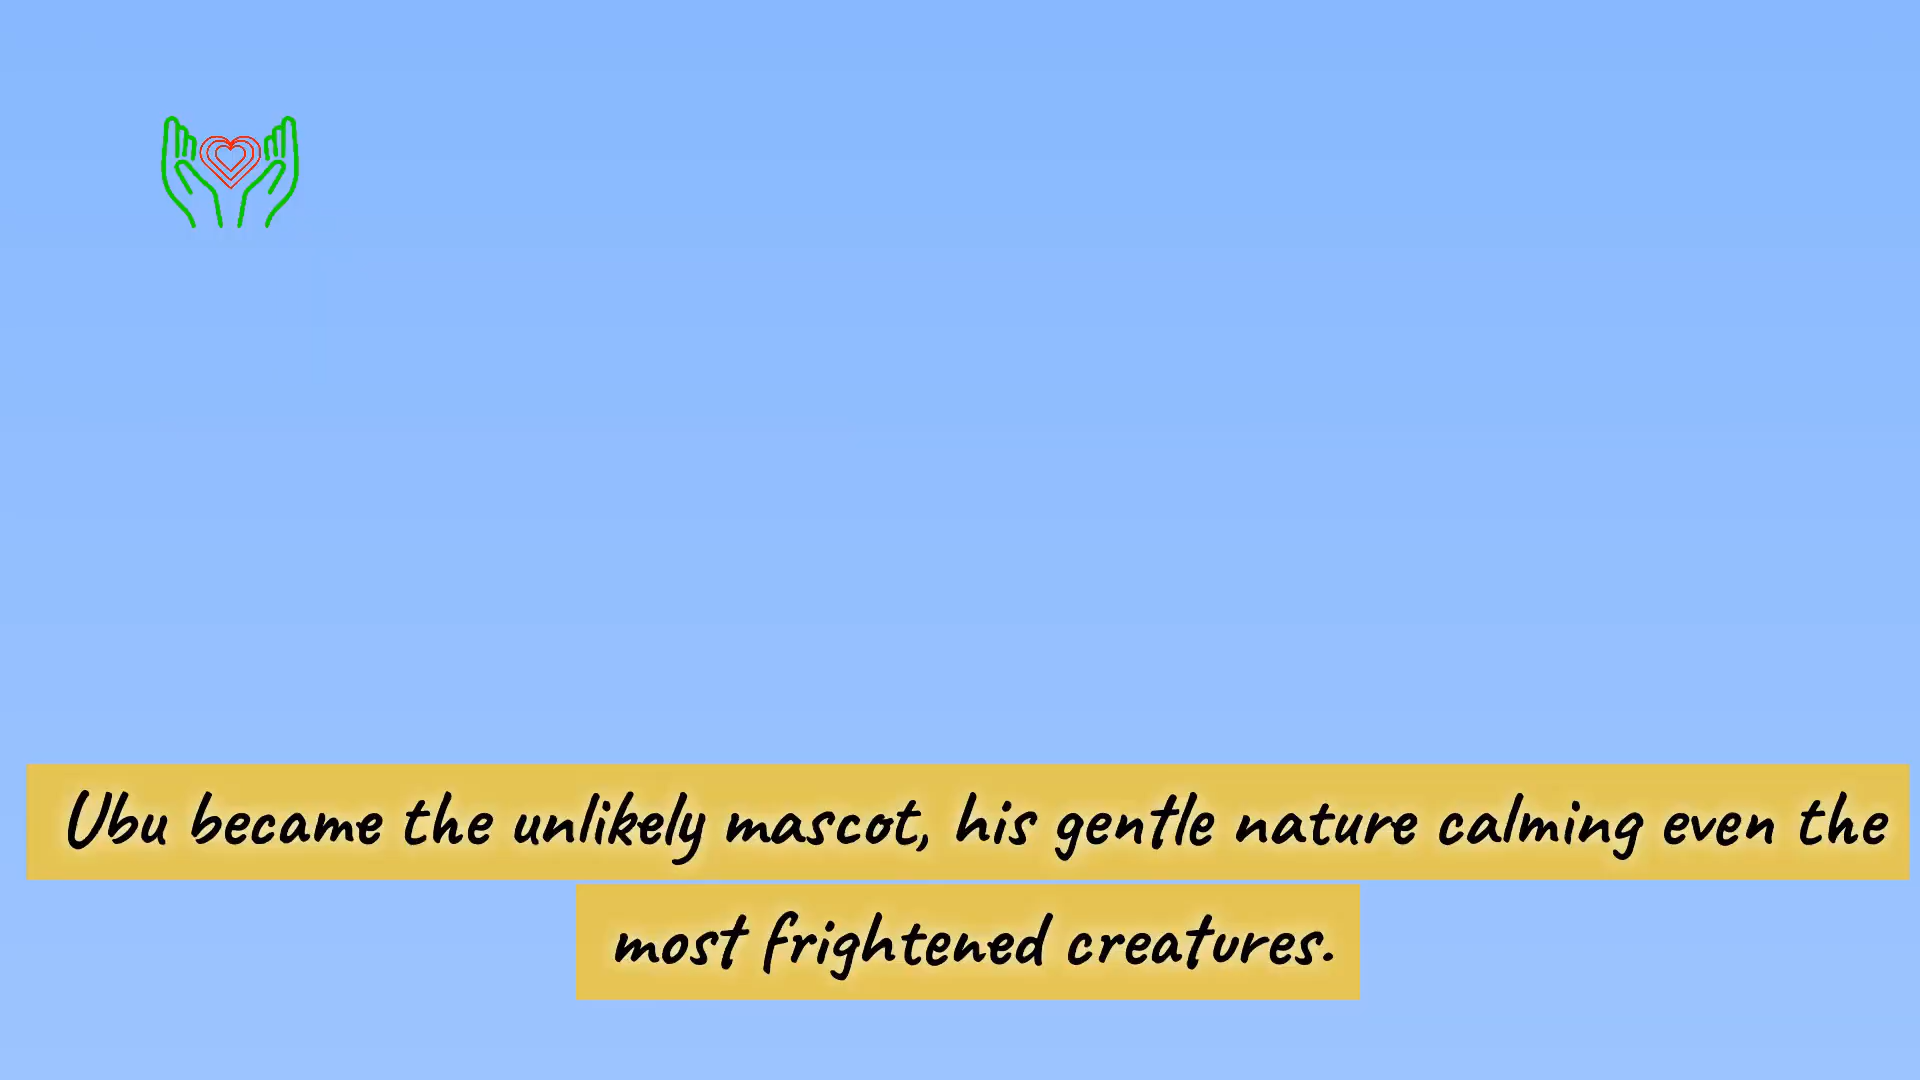 Ubu became the unlikely mascot, his gentle nature calming even the
most frightened creatures.